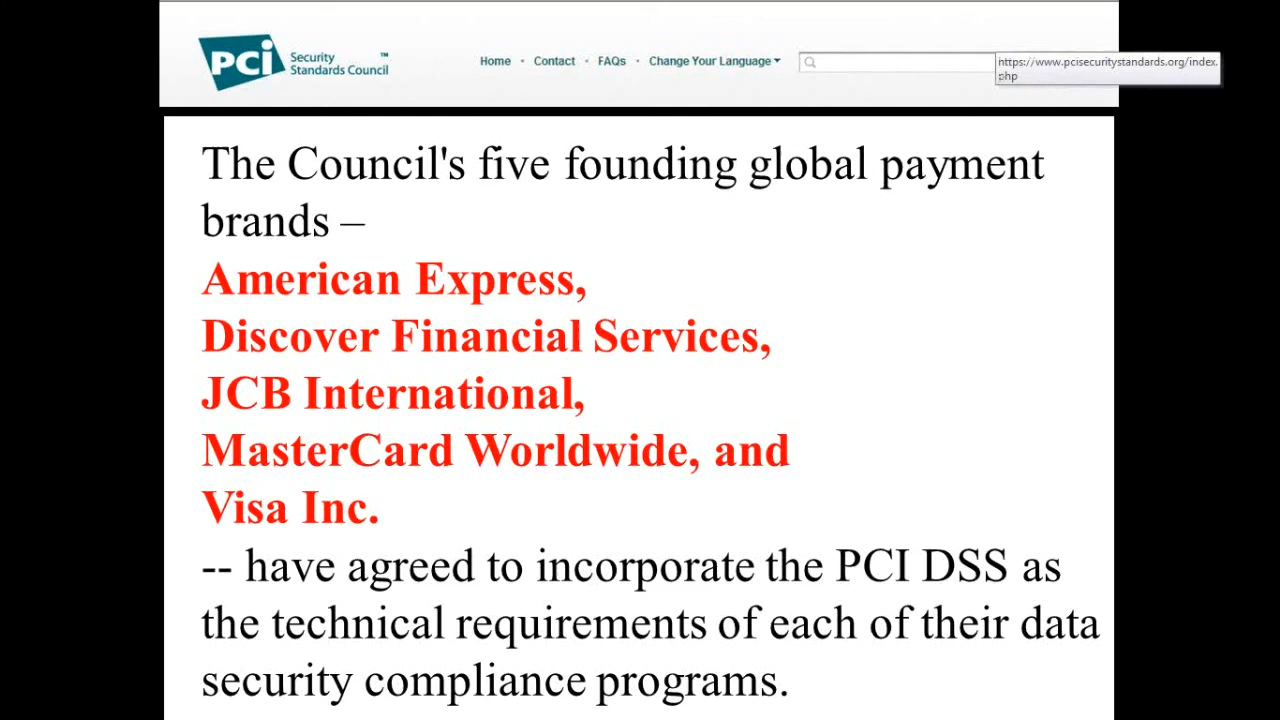 PCi Security Standards Council ™
Home • Contact • FAQs • Change Your Language
https://www.pcisecuritystandards.org/index.
php
The Council's five founding global payment
brands –
American Express,
Discover Financial Services,
JCB International,
MasterCard Worldwide, and
Visa Inc.
-- have agreed to incorporate the PCI DSS as
the technical requirements of each of their data
security compliance programs.